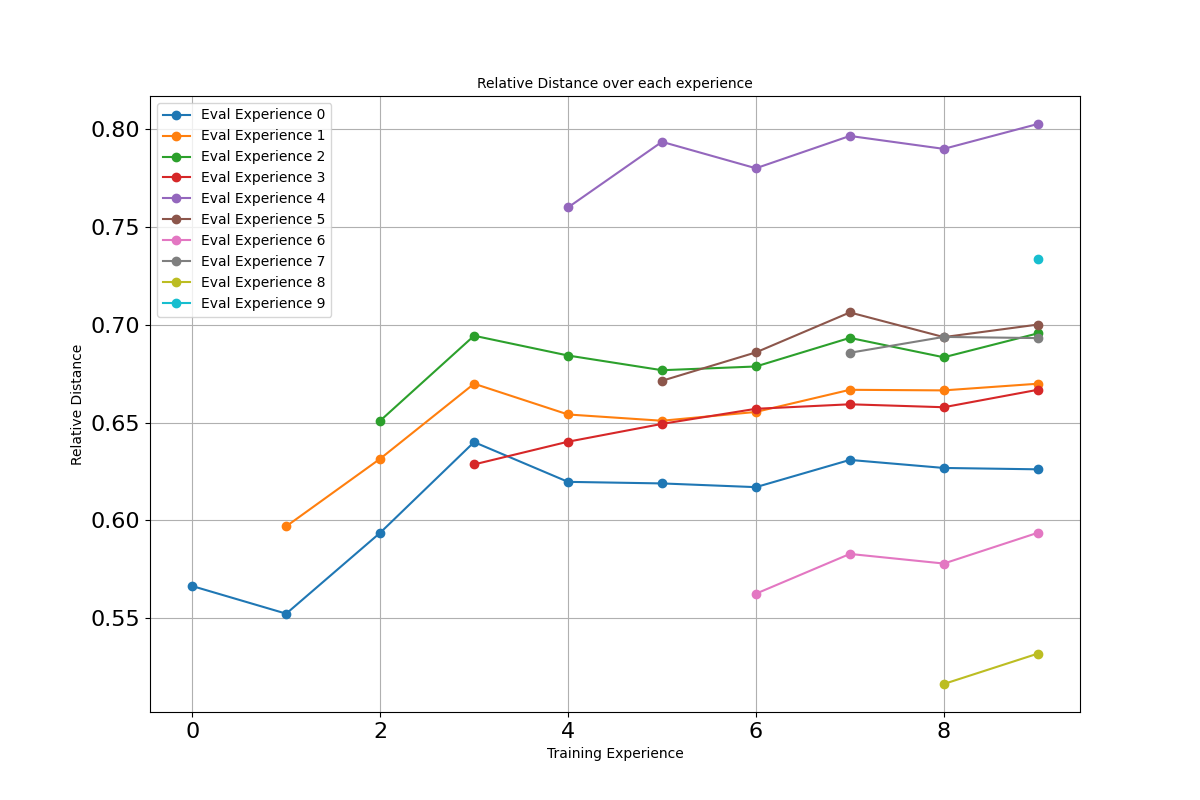 Relative Distance over each experience
Eval Experience 0
Eval Experience 1
Eval Experience 2
Eval Experience 3
Eval Experience 4
Eval Experience 5
Eval Experience 6
Eval Experience 7
Eval Experience 8
Eval Experience 9
0.80
0.75
0.70
0.65
0.60
0.55
Relative Distance
0 2 4 6 8
Training Experience